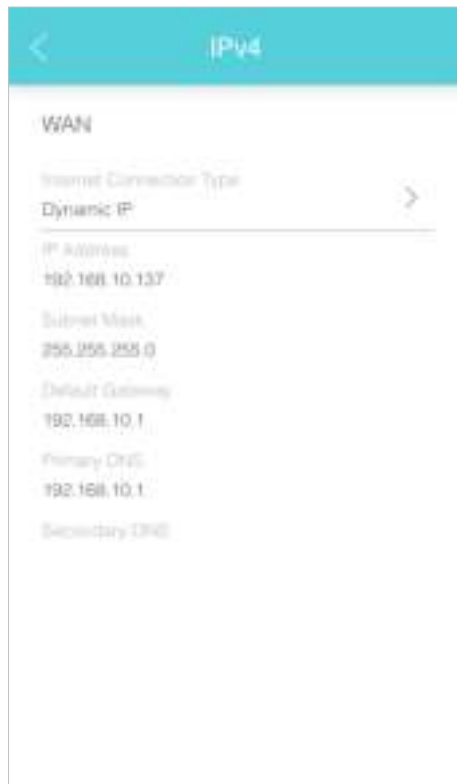 IPv4
WAN
Internet Connection Type
Dynamic IP
IP Address
192.168.10.137
Subnet Mask
255.255.255.0
Default Gateway
192.168.10.1
Primary DNS
192.168.10.1
Secondary DNS